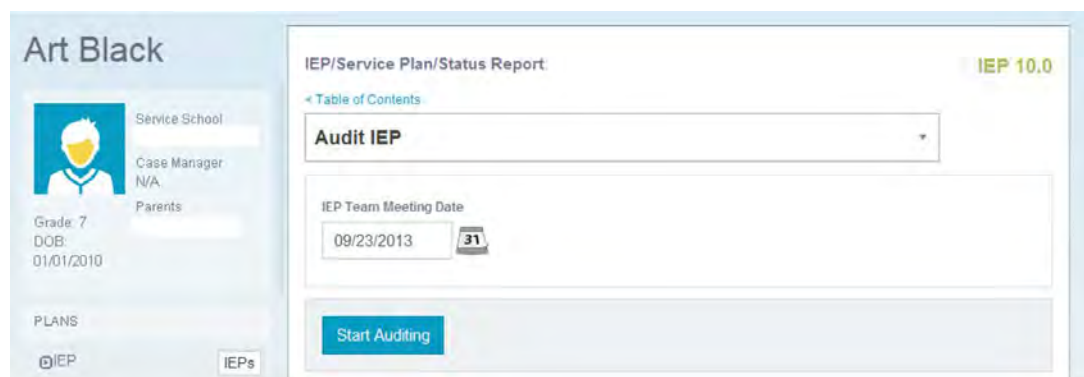 Art Black
Service School
Case Manager
N/A
Parents
Grade: 7
DOB:
01/01/2010
PLANS
IEP
IEPs
IEP/Service Plan/Status Report
IEP 10.0
< Table of Contents
Audit IEP
IEP Team Meeting Date
09/23/2013
31
Start Auditing